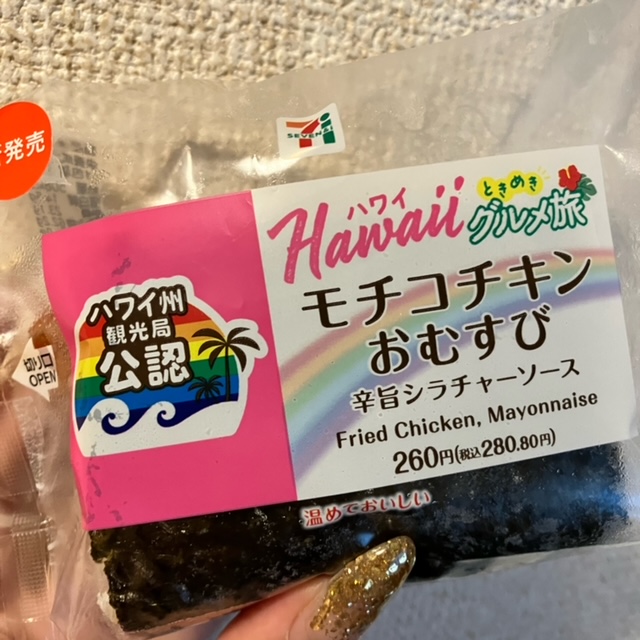 発売
SEVEN
ハワイ
Hawaii
ときめき
グルメ旅
モチコチキン
おむすび
辛旨シラチャーソース
Fried Chicken, Mayonnaise
260円(税込280.80円)
ハワイ州
観光局
公認
切り口
OPEN
温めておいしい